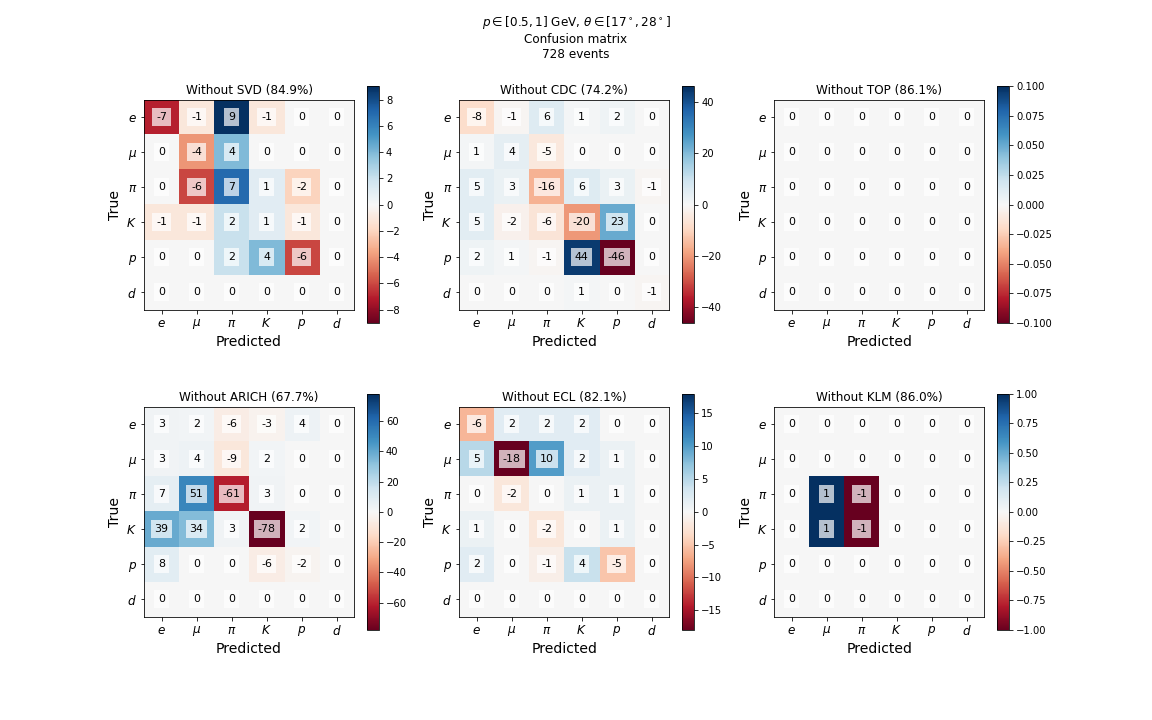 p ∈ [0.5, 1] GeV, θ ∈ [17°, 28°]
Confusion matrix
728 events
Without SVD (84.9%)
e -7 -1 9 -1 0 0
μ 0 -4 4 0 0 0
π 0 -6 7 1 -2 0
K -1 -1 2 1 -1 0
p 0 0 2 4 -6 0
d 0 0 0 0 0 0
e μ π K p d
True
Predicted
8
6
4
2
0
−2
−4
−6
−8
Without CDC (74.2%)
e -8 -1 6 1 2 0
μ 1 4 -5 0 0 0
π 5 3 -16 6 3 -1
K 5 -2 -6 -20 23 0
p 2 1 -1 44 -46 0
d 0 0 0 1 0 -1
e μ π K p d
True
Predicted
40
20
0
−20
−40
Without TOP (86.1%)
e 0 0 0 0 0 0
μ 0 0 0 0 0 0
π 0 0 0 0 0 0
K 0 0 0 0 0 0
p 0 0 0 0 0 0
d 0 0 0 0 0 0
e μ π K p d
True
Predicted
0.100
0.075
0.050
0.025
0.000
−0.025
−0.050
−0.075
−0.100
Without ARICH (67.7%)
e 3 2 -6 -3 4 0
μ 3 4 -9 2 0 0
π 7 51 -61 3 0 0
K 39 34 3 -78 2 0
p 8 0 0 -6 -2 0
d 0 0 0 0 0 0
e μ π K p d
True
Predicted
60
40
20
0
−20
−40
−60
Without ECL (82.1%)
e -6 2 2 2 0 0
μ 5 -18 10 2 1 0
π 0 -2 0 1 1 0
K 1 0 -2 0 1 0
p 2 0 -1 4 -5 0
d 0 0 0 0 0 0
e μ π K p d
True
Predicted
15
10
5
0
−5
−10
−15
Without KLM (86.0%)
e 0 0 0 0 0 0
μ 0 0 0 0 0 0
π 0 1 -1 0 0 0
K 0 1 -1 0 0 0
p 0 0 0 0 0 0
d 0 0 0 0 0 0
e μ π K p d
True
Predicted
1.00
0.75
0.50
0.25
0.00
−0.25
−0.50
−0.75
−1.00